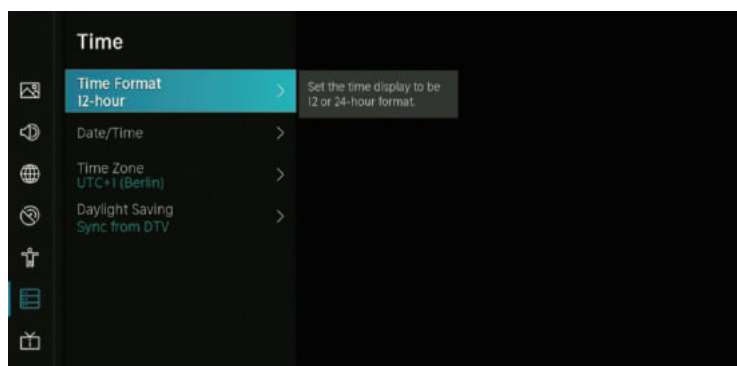 Time
Time Format
12-hour
Set the time display to be
12 or 24-hour format.
Date/Time
Time Zone
UTC+1 (Berlin)
Daylight Saving
Sync from DTV